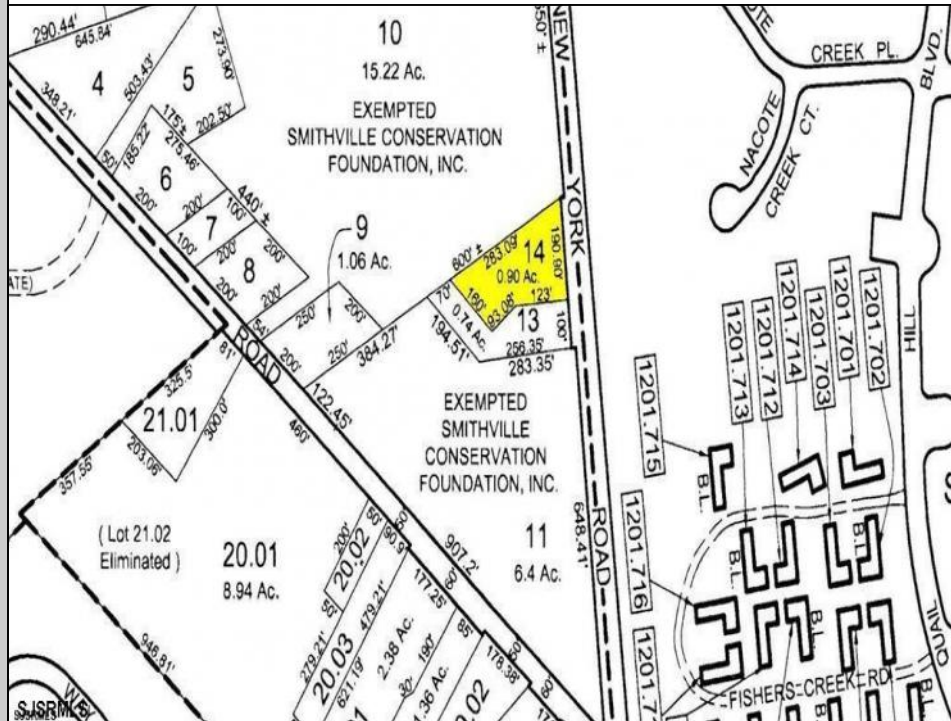 290.44'
645.84'
4
503.43'
348.21'
5
273.90'
202.50'
175'±
275.46'
185.22'
50'
6
200'
200'
440' ±
100'
7
100'
200'
8
200'
200'
200'
54'
10
15.22 Ac.
EXEMPTED
SMITHVILLE CONSERVATION
FOUNDATION, INC.
9
1.06 Ac.
250'
200'
250'
200'
384.27'
600' ±
283.09'
14
0.90 Ac.
190.90'
160'
93.08'
123'
70'
0.74 Ac.
13
100'
256.35'
283.35'
194.51'
ROAD
81'
122.45'
460'
325.5'
21.01
300.0'
203.06'
357.55'
EXEMPTED
SMITHVILLE
CONSERVATION
FOUNDATION, INC.
11
6.4 Ac.
648.41'
907.2'
( Lot 21.02
Eliminated )
20.01
8.94 Ac.
946.81'
200'
50'
20.02
90.9'
60'
50'
279.21'
479.21'
177.25'
60'
20.03
621.19'
2.38 Ac.
190'
85'
30'
178.38'
50'
60'
NEW YORK ROAD
CREEK PL.
BLVD.
NACOTE
CREEK CT.
HILL
QUAIL
1201.715
1201.713
1201.712
1201.714
1201.703
1201.701
1201.702
1201.716
B.L.
B.L.
B.L.
B.L.
B.L.
FISHERS CREEK RD
SJSRMLS